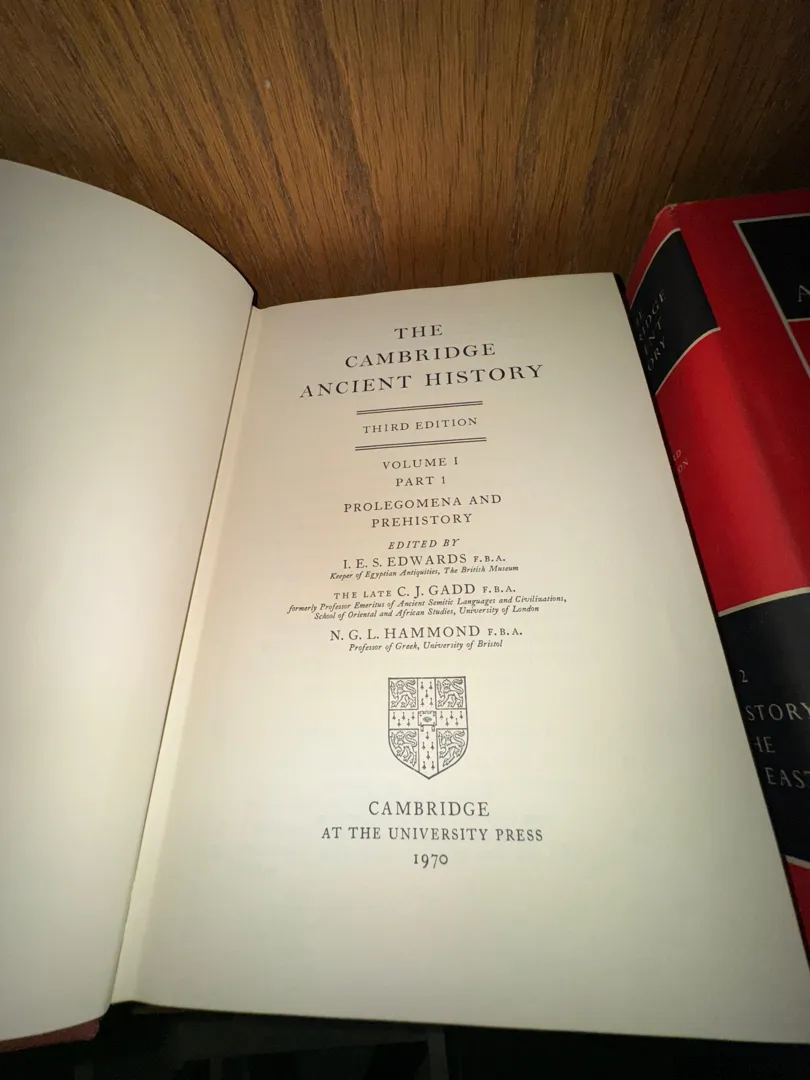 THE
CAMBRIDGE
ANCIENT HISTORY
THIRD EDITION
VOLUME I
PART 1
PROLEGOMENA AND
PREHISTORY
EDITED BY
I. E. S. EDWARDS F.B.A.
Keeper of Egyptian Antiquities, The British Museum
THE LATE C. J. GADD F.B.A.
formerly Professor Emeritus of Ancient Semitic Languages and Civilizations,
School of Oriental and African Studies, University of London
N. G. L. HAMMOND F.B.A.
Professor of Greek, University of Bristol
CAMBRIDGE
AT THE UNIVERSITY PRESS
1970
2